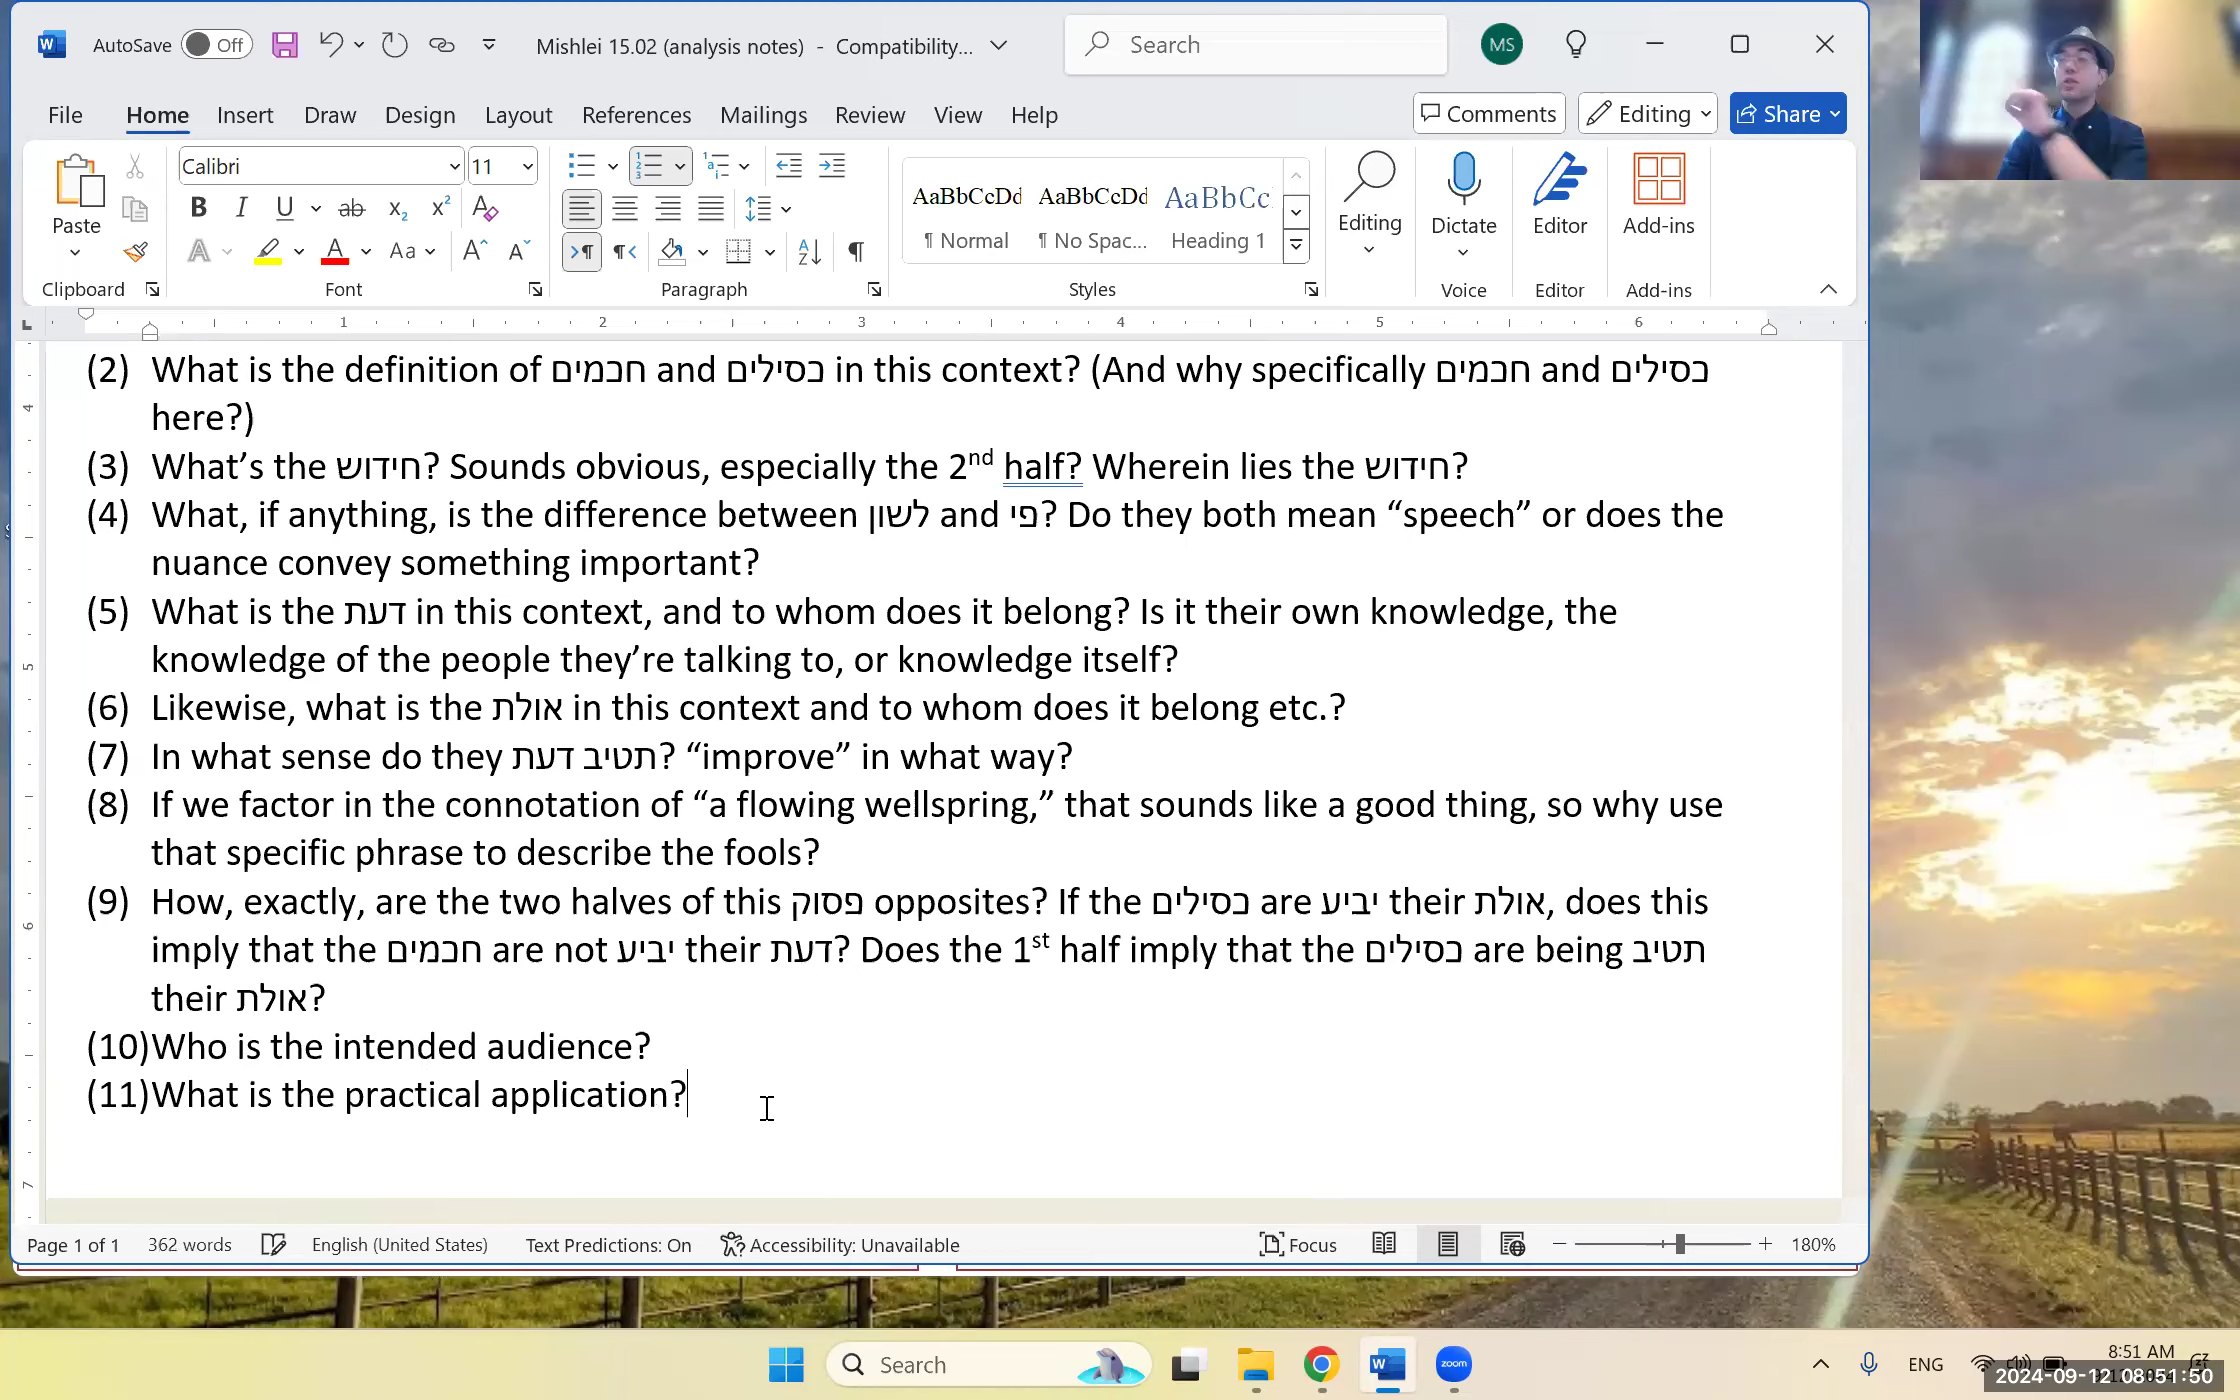 AutoSave Off Mishlei 15.02 (analysis notes) - Compatibility... Search MS
File Home Insert Draw Design Layout References Mailings Review View Help Comments Editing Share
Paste Calibri 11 AaBbCcDd AaBbCcDd AaBbCc Editing Dictate Editor Add-ins
¶ Normal ¶ No Spac... Heading 1
Clipboard Font Paragraph Styles Voice Editor Add-ins
1 2 3 4 5 6
(2) What is the definition of חכמים and כסילים in this context? (And why specifically חכמים and כסילים
here?)
(3) What’s the חידוש? Sounds obvious, especially the 2nd half? Wherein lies the חידוש?
(4) What, if anything, is the difference between לשון and פי? Do they both mean “speech” or does the
nuance convey something important?
(5) What is the דעת in this context, and to whom does it belong? Is it their own knowledge, the
knowledge of the people they’re talking to, or knowledge itself?
(6) Likewise, what is the אולת in this context and to whom does it belong etc.?
(7) In what sense do they תטיב דעת? “improve” in what way?
(8) If we factor in the connotation of “a flowing wellspring,” that sounds like a good thing, so why use
that specific phrase to describe the fools?
(9) How, exactly, are the two halves of this פסוק opposites? If the כסילים are יביע their אולת, does this
imply that the חכמים are not יביע their דעת? Does the 1st half imply that the כסילים are being תטיב
their אולת?
(10)Who is the intended audience?
(11)What is the practical application?
Page 1 of 1 362 words English (United States) Text Predictions: On Accessibility: Unavailable Focus 180%
Search zoom ENG 8:51 AM
2024-09-12 08:51:50